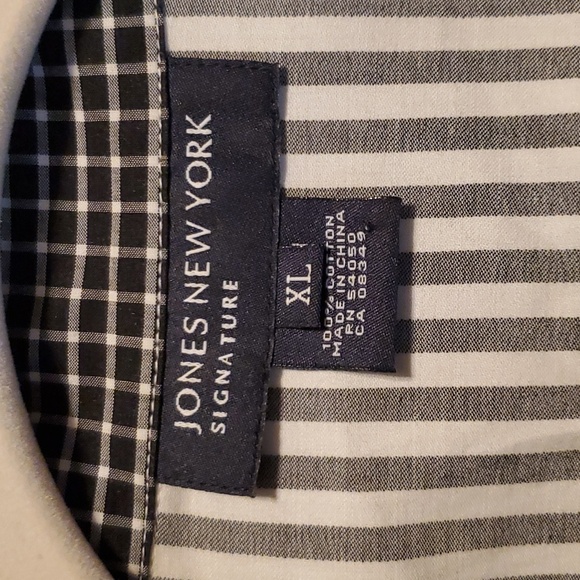 JONES NEW YORK
SIGNATURE
XL
100% COTTON
MADE IN CHINA
RN 54050
CA 08349